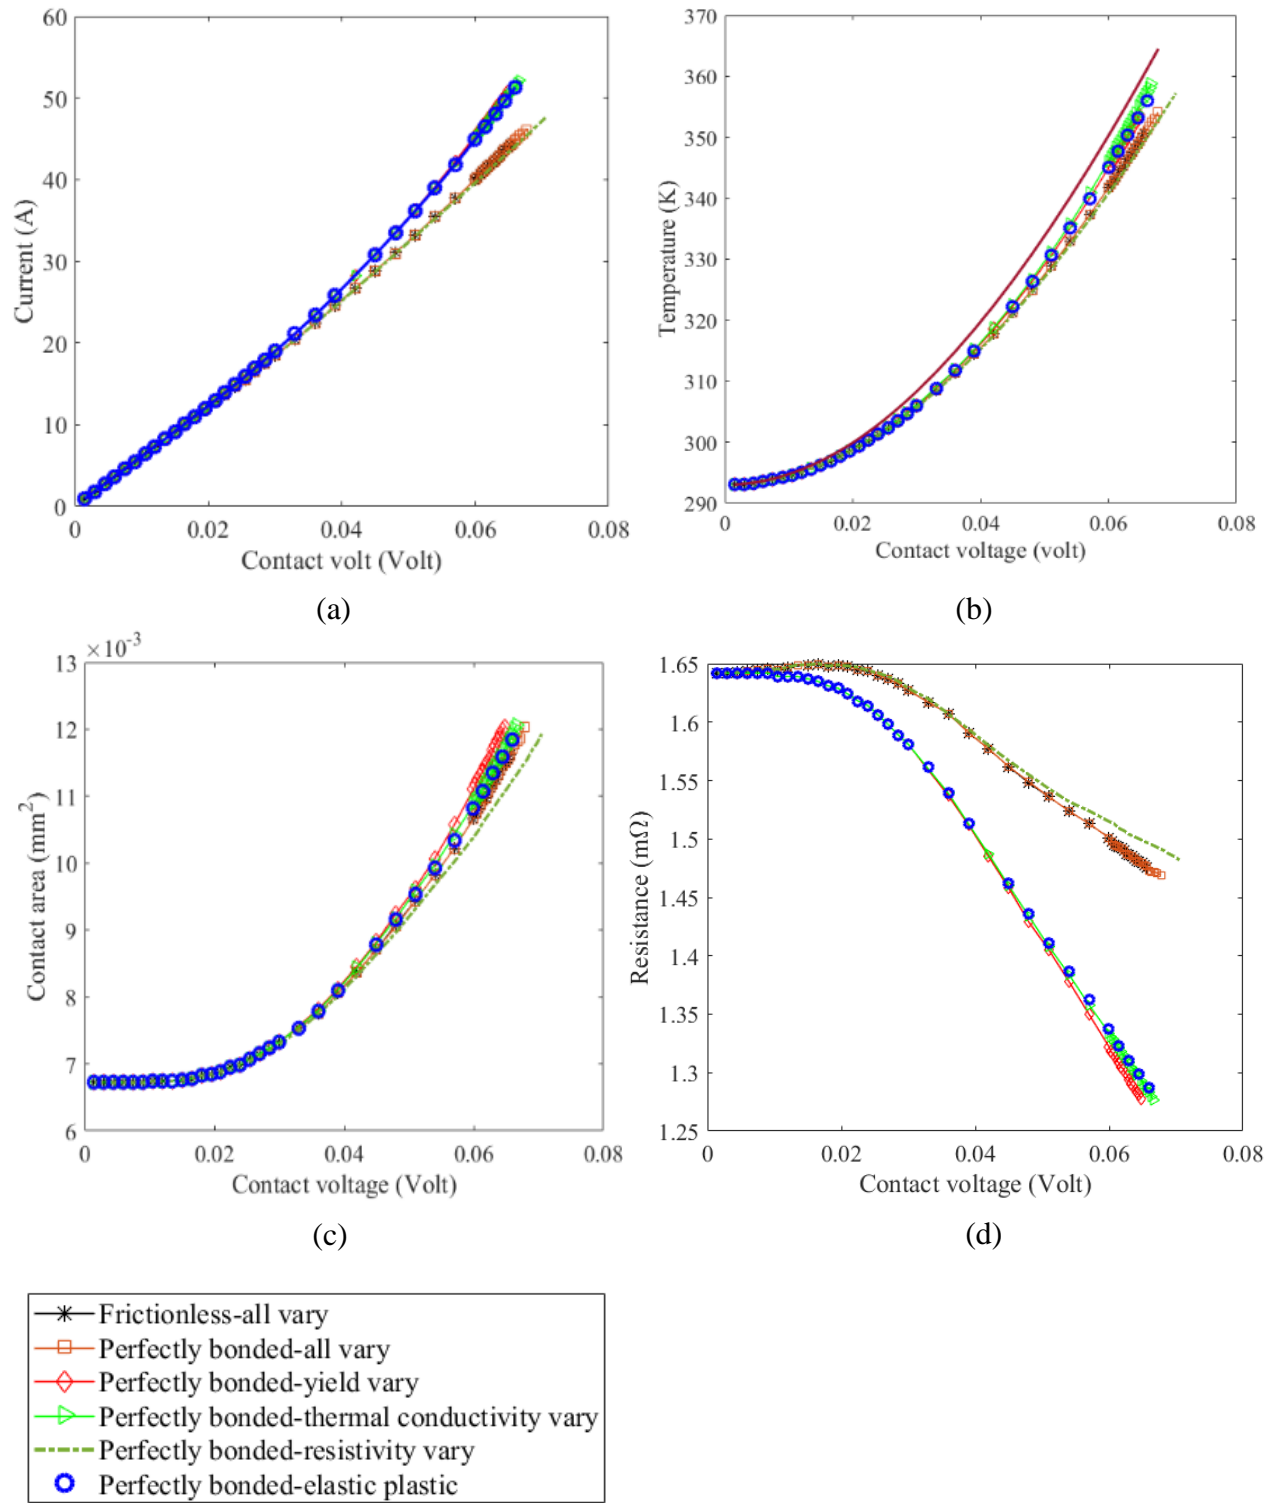 60
50
40
30
20
10
0
Current (A)
0 0.02 0.04 0.06 0.08
Contact volt (Volt)
(a)
370
360
350
340
330
320
310
300
290
Temperature (K)
0 0.02 0.04 0.06 0.08
Contact voltage (volt)
(b)
×10-3
13
12
11
10
9
8
7
6
Contact area (mm2)
0 0.02 0.04 0.06 0.08
Contact voltage (Volt)
(c)
1.65
1.6
1.55
1.5
1.45
1.4
1.35
1.3
1.25
Resistance (mΩ)
0 0.02 0.04 0.06 0.08
Contact voltage (Volt)
(d)
Frictionless-all vary
Perfectly bonded-all vary
Perfectly bonded-yield vary
Perfectly bonded-thermal conductivity vary
Perfectly bonded-resistivity vary
Perfectly bonded-elastic plastic